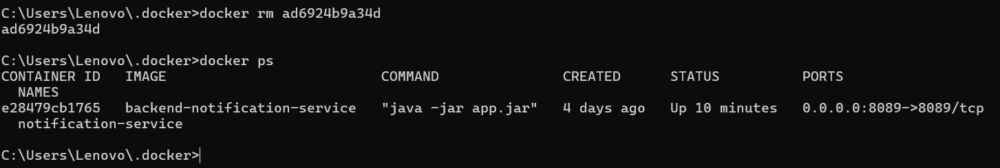 C:\Users\Lenovo\.docker>docker rm ad6924b9a34d
ad6924b9a34d
C:\Users\Lenovo\.docker>docker ps
CONTAINER ID   IMAGE                          COMMAND               CREATED      STATUS          PORTS
  NAMES
e28479cb1765   backend-notification-service   "java -jar app.jar"   4 days ago   Up 10 minutes   0.0.0.0:8089->8089/tcp
  notification-service
C:\Users\Lenovo\.docker>